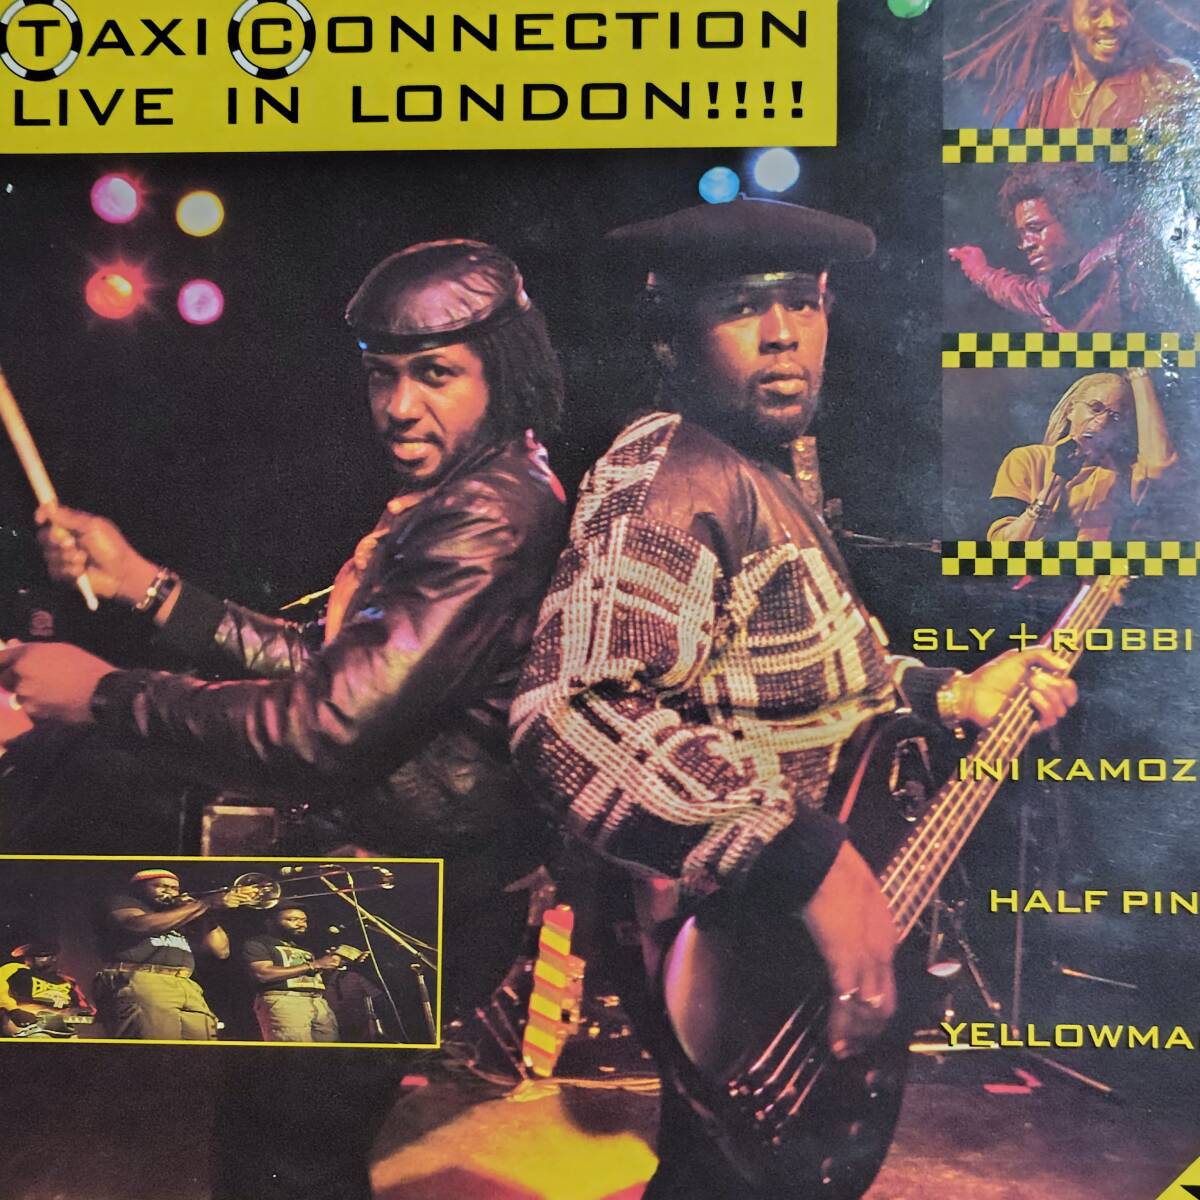 TAXI CONNECTION
LIVE IN LONDON!!!!
SLY + ROBBI
INI KAMOZ
HALF PIN
YELLOWMA